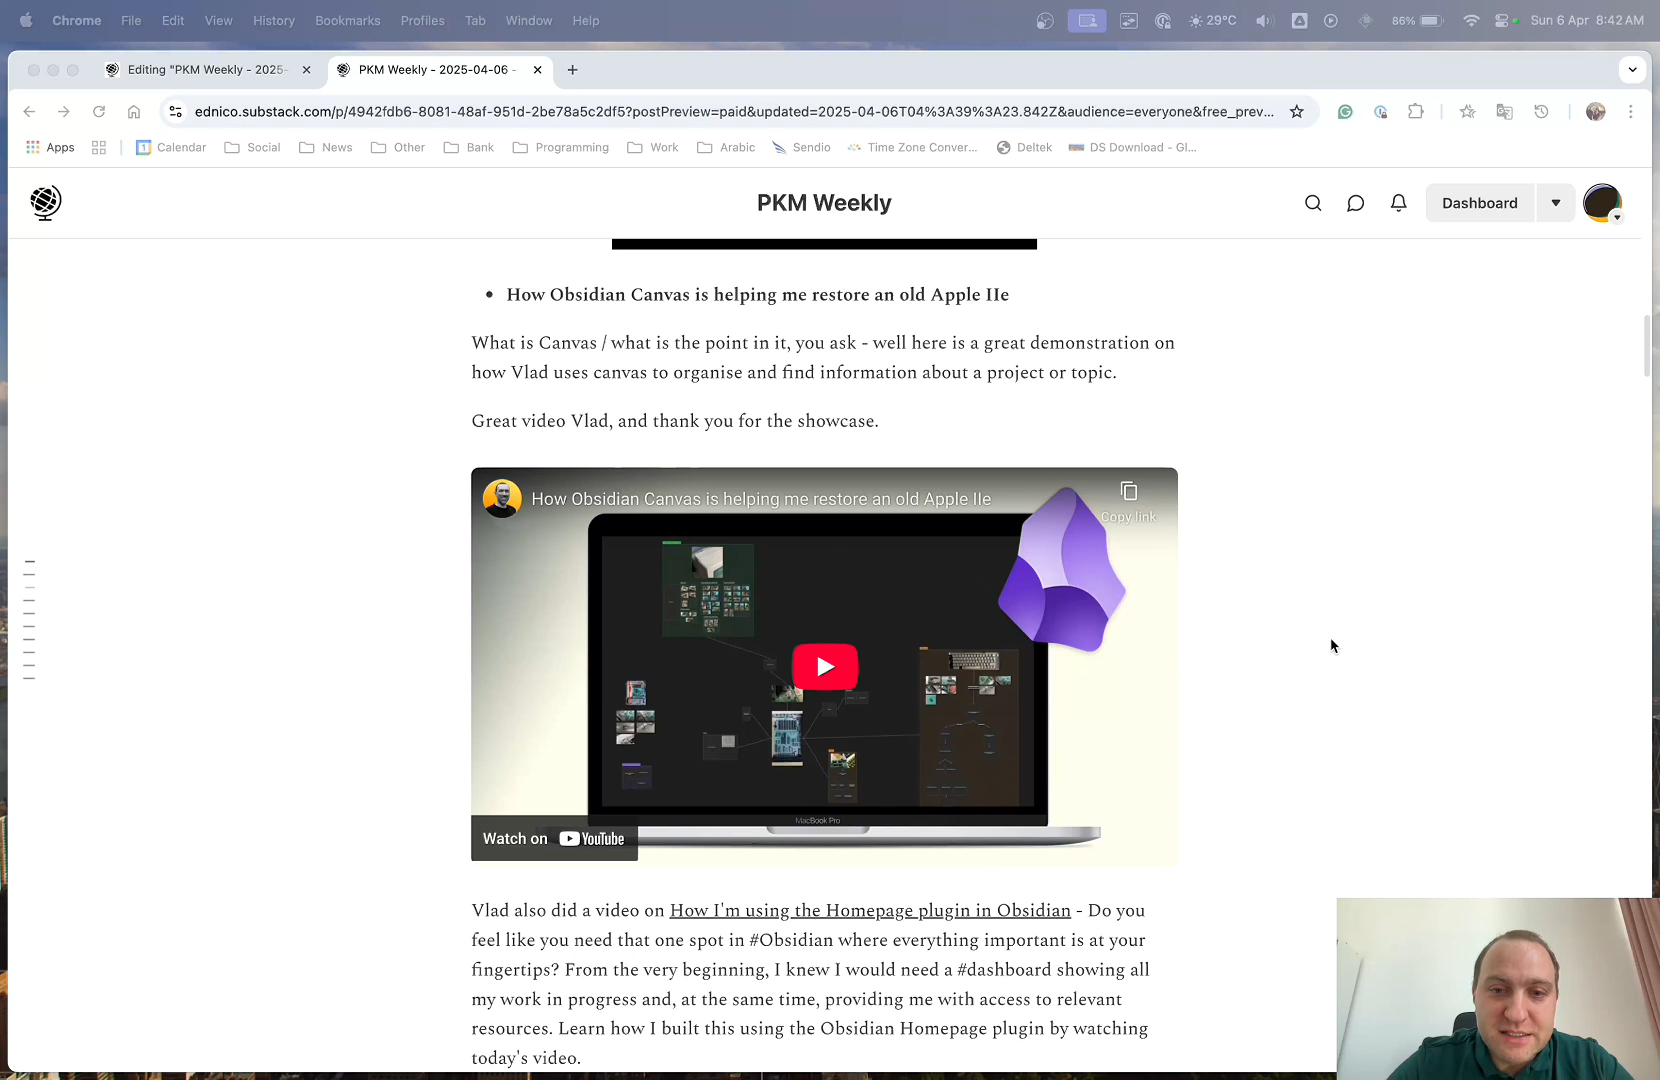 Chrome File Edit View History Bookmarks Profiles Tab Window Help 29°C 86% Sun 6 Apr 8:42 AM
Editing "PKM Weekly - 2025- PKM Weekly - 2025-04-06 -
ednico.substack.com/p/4942fdb6-8081-48af-951d-2be78a5c2df5?postPreview=paid&updated=2025-04-06T04%3A39%3A23.842Z&audience=everyone&free_prev...
Apps Calendar Social News Other Bank Programming Work Arabic Sendio Time Zone Conver... Deltek DS Download - Gl...
PKM Weekly
Dashboard
• How Obsidian Canvas is helping me restore an old Apple IIe
What is Canvas / what is the point in it, you ask - well here is a great demonstration on
how Vlad uses canvas to organise and find information about a project or topic.
Great video Vlad, and thank you for the showcase.
How Obsidian Canvas is helping me restore an old Apple IIe
Copy link
MacBook Pro
Watch on YouTube
Vlad also did a video on How I'm using the Homepage plugin in Obsidian - Do you
feel like you need that one spot in #Obsidian where everything important is at your
fingertips? From the very beginning, I knew I would need a #dashboard showing all
my work in progress and, at the same time, providing me with access to relevant
resources. Learn how I built this using the Obsidian Homepage plugin by watching
today's video.